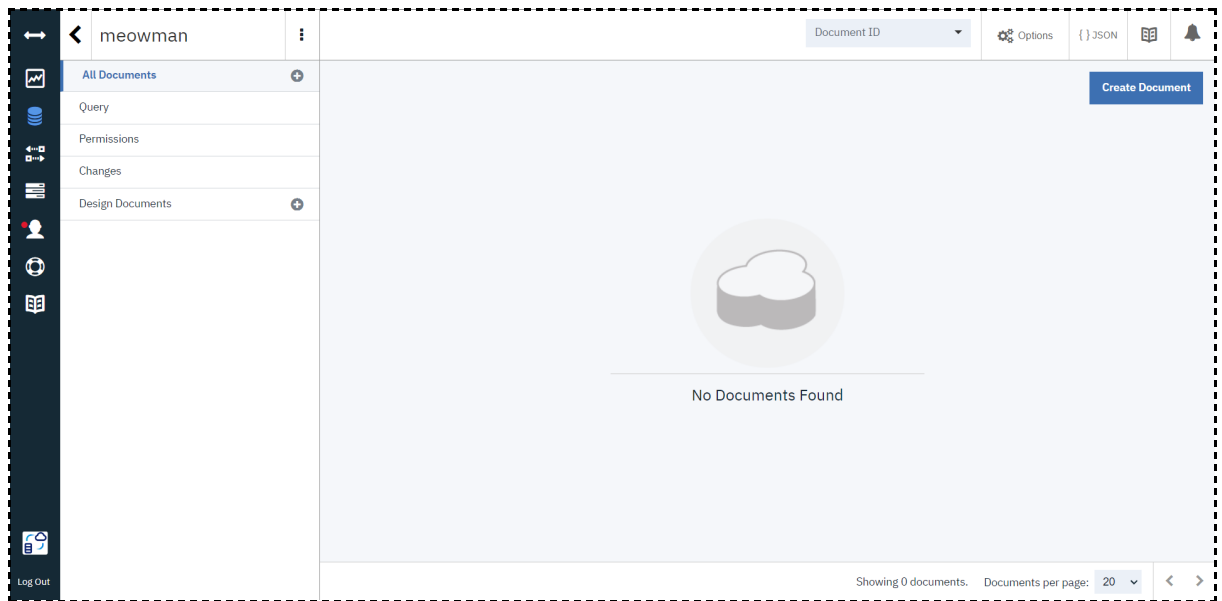 meowman
Document ID
Options
{ } JSON
All Documents
Create Document
Query
Permissions
Changes
Design Documents
No Documents Found
Log Out
Showing 0 documents. Documents per page: 20